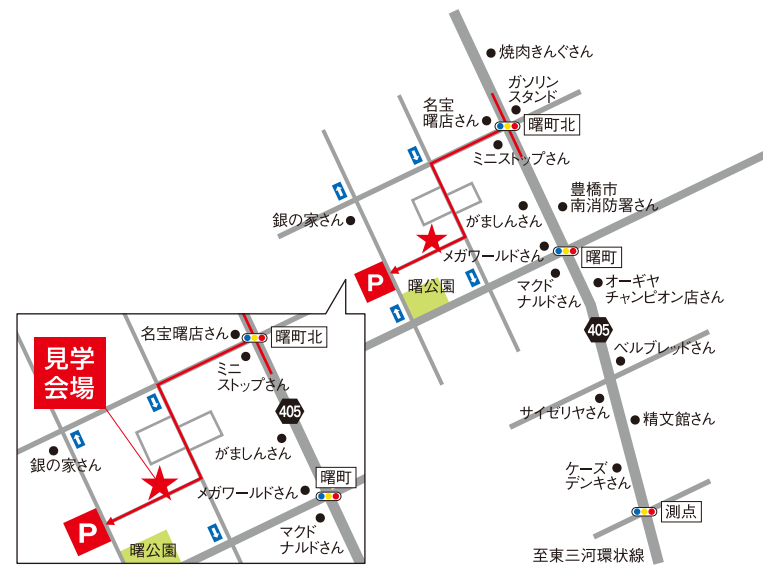 焼肉きんぐさん
ガソリン
スタンド
名宝
曙店さん
曙町北
ミニストップさん
豊橋市
南消防署さん
銀の家さん
がましんさん
メガワールドさん
曙町
P
マクド
ナルドさん
オーギヤ
チャンピオン店さん
曙公園
405
ベルブレッドさん
サイゼリヤさん
精文館さん
ケーズ
デンキさん
測点
至東三河環状線
見学
会場
名宝曙店さん
曙町北
ミニ
ストップさん
405
がましんさん
銀の家さん
曙町
メガワールドさん
P
マクド
ナルドさん
曙公園